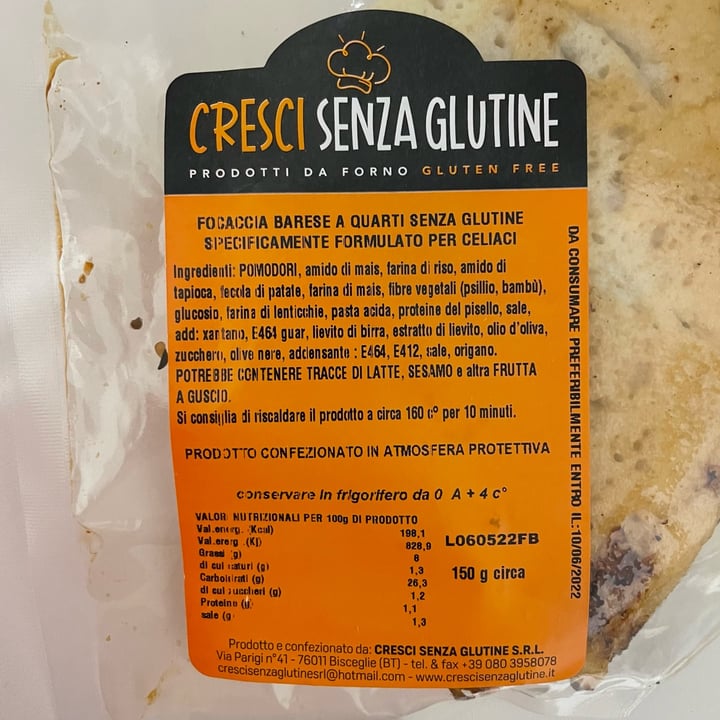 CRESCI SENZA GLUTINE
PRODOTTI DA FORNO GLUTEN FREE
FOCACCIA BARESE A QUARTI SENZA GLUTINE
SPECIFICAMENTE FORMULATO PER CELIACI
Ingredienti: POMODORI, amido di mais, farina di riso, amido di
tapioca, fecola di patate, farina di mais, fibre vegetali (psillio, bambù),
glucosio, farina di lenticchie, pasta acida, proteine del pisello, sale,
add: xantano, E464 guar, lievito di birra, estratto di lievito, olio d'oliva,
zucchero, olive nere, addensante : E464, E412, sale, origano.
POTREBBE CONTENERE TRACCE DI LATTE, SESAMO e altra FRUTTA
A GUSCIO.
Si consiglia di riscaldare il prodotto a circa 160 c° per 10 minuti.
PRODOTTO CONFEZIONATO IN ATMOSFERA PROTETTIVA
conservare in frigorifero da 0 A + 4 c°
VALORI NUTRIZIONALI PER 100g DI PRODOTTO
Val.energ. (Kcal) 198,1
Val.energ. (Kj) 828,9
Grassi (g) 8
di cui saturi (g) 1,3
Carboidrati (g) 26,3
di cui zuccheri (g) 1,2
Proteine (g) 1,1
sale (g) 1,3
L060522FB
150 g circa
Prodotto e confezionato da: CRESCI SENZA GLUTINE S.R.L.
Via Parigi n°41 - 76011 Bisceglie (BT) - tel. & fax +39 080 3958078
crescisenzaglutinesrl@hotmail.com - www.crescisenzaglutine.it
DA CONSUMARE PREFERIBILMENTE ENTRO IL:10/06/2022